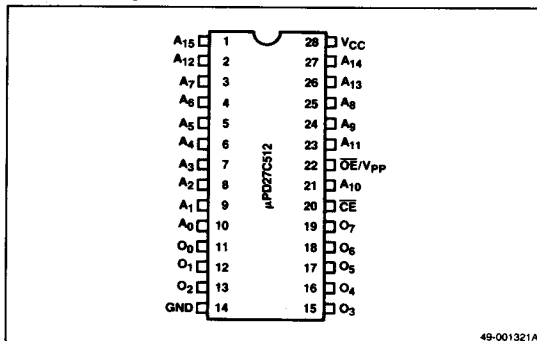 A15 1 28 VCC
A12 2 27 A14
A7 3 26 A13
A6 4 25 A8
A5 5 24 A9
A4 6 23 A11
A3 7 22 OE/VPP
A2 8 21 A10
A1 9 20 CE
A0 10 19 O7
O0 11 18 O6
O1 12 17 O5
O2 13 16 O4
GND 14 15 O3
μPD27C512
49-001321A